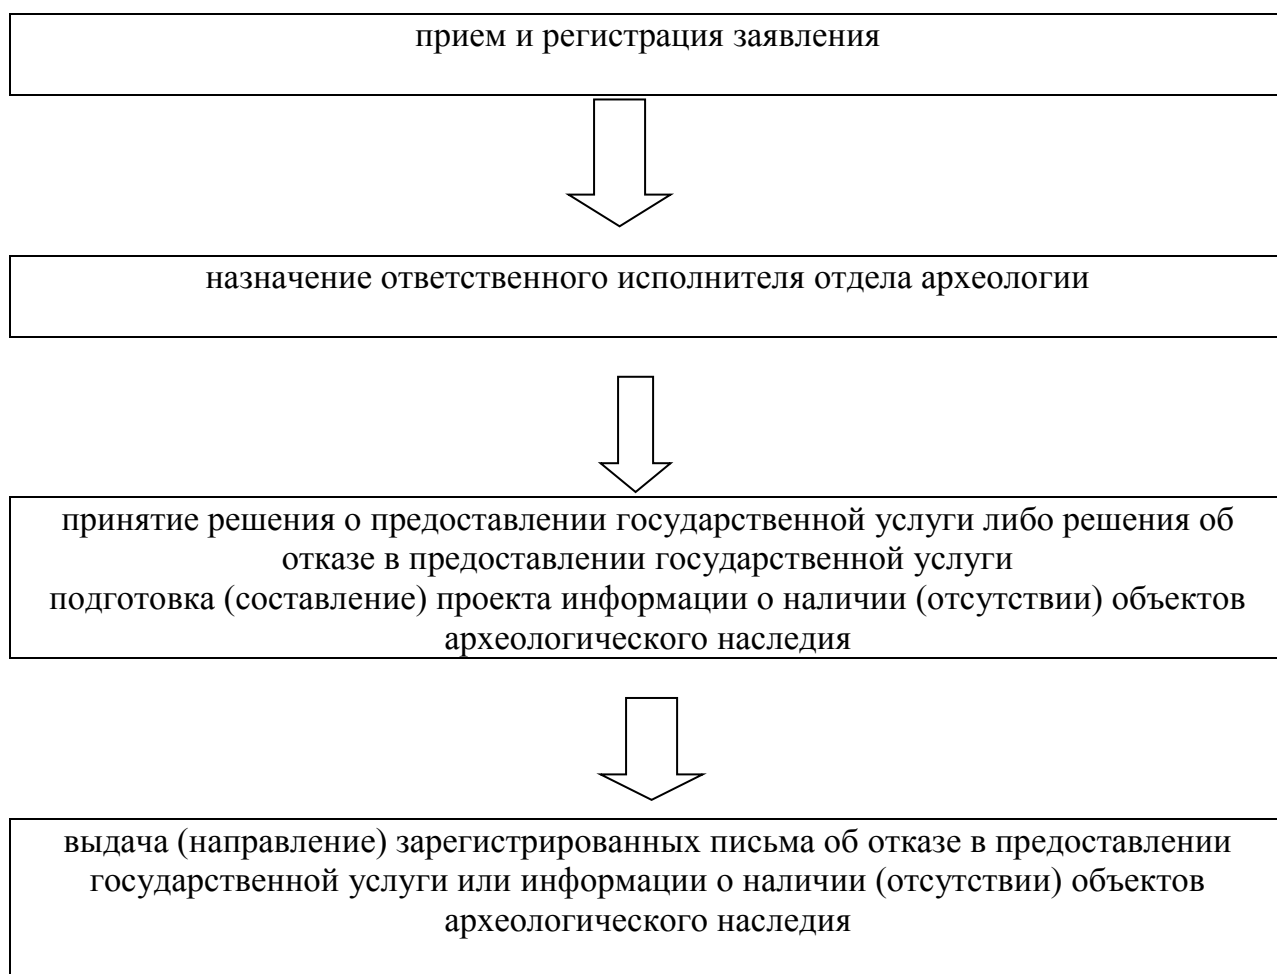 прием и регистрация заявления
назначение ответственного исполнителя отдела археологии
принятие решения о предоставлении государственной услуги либо решения об
отказе в предоставлении государственной услуги
подготовка (составление) проекта информации о наличии (отсутствии) объектов
археологического наследия
выдача (направление) зарегистрированных письма об отказе в предоставлении
государственной услуги или информации о наличии (отсутствии) объектов
археологического наследия